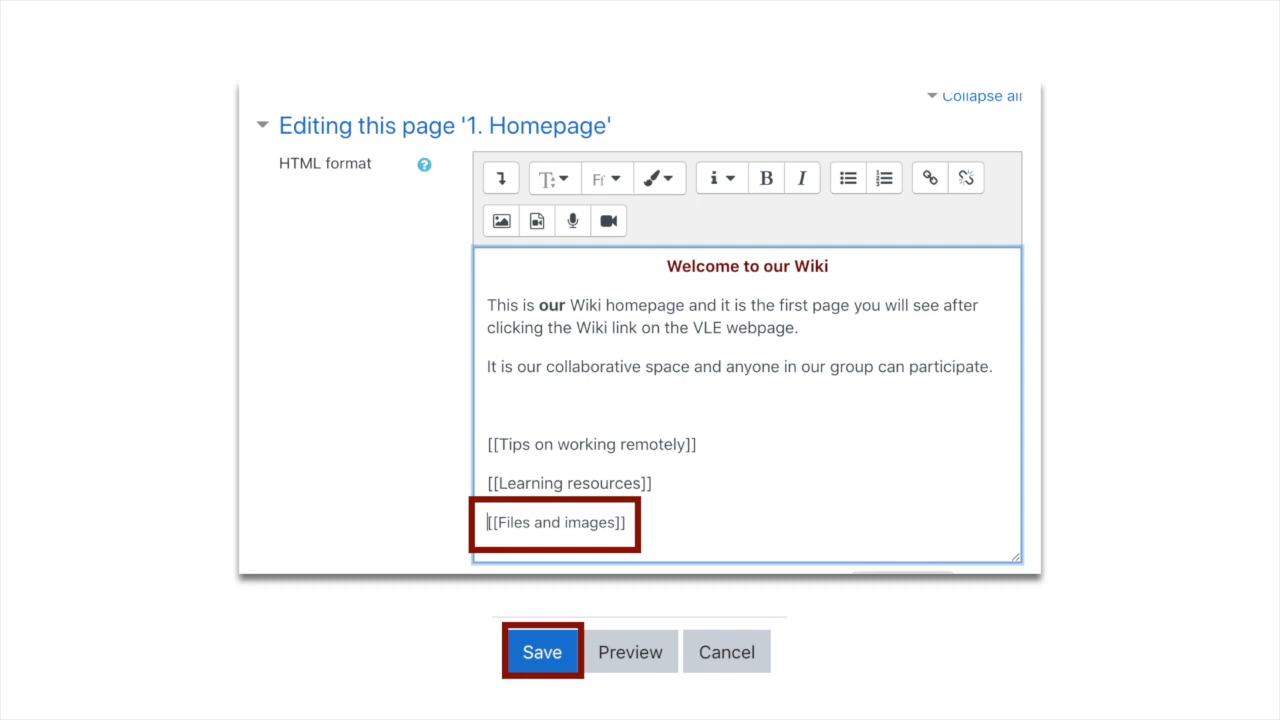 Collapse all
Editing this page '1. Homepage'
HTML format
Welcome to our Wiki
This is our Wiki homepage and it is the first page you will see after
clicking the Wiki link on the VLE webpage.
It is our collaborative space and anyone in our group can participate.
[[Tips on working remotely]]
[[Learning resources]]
[[Files and images]]
Save Preview Cancel